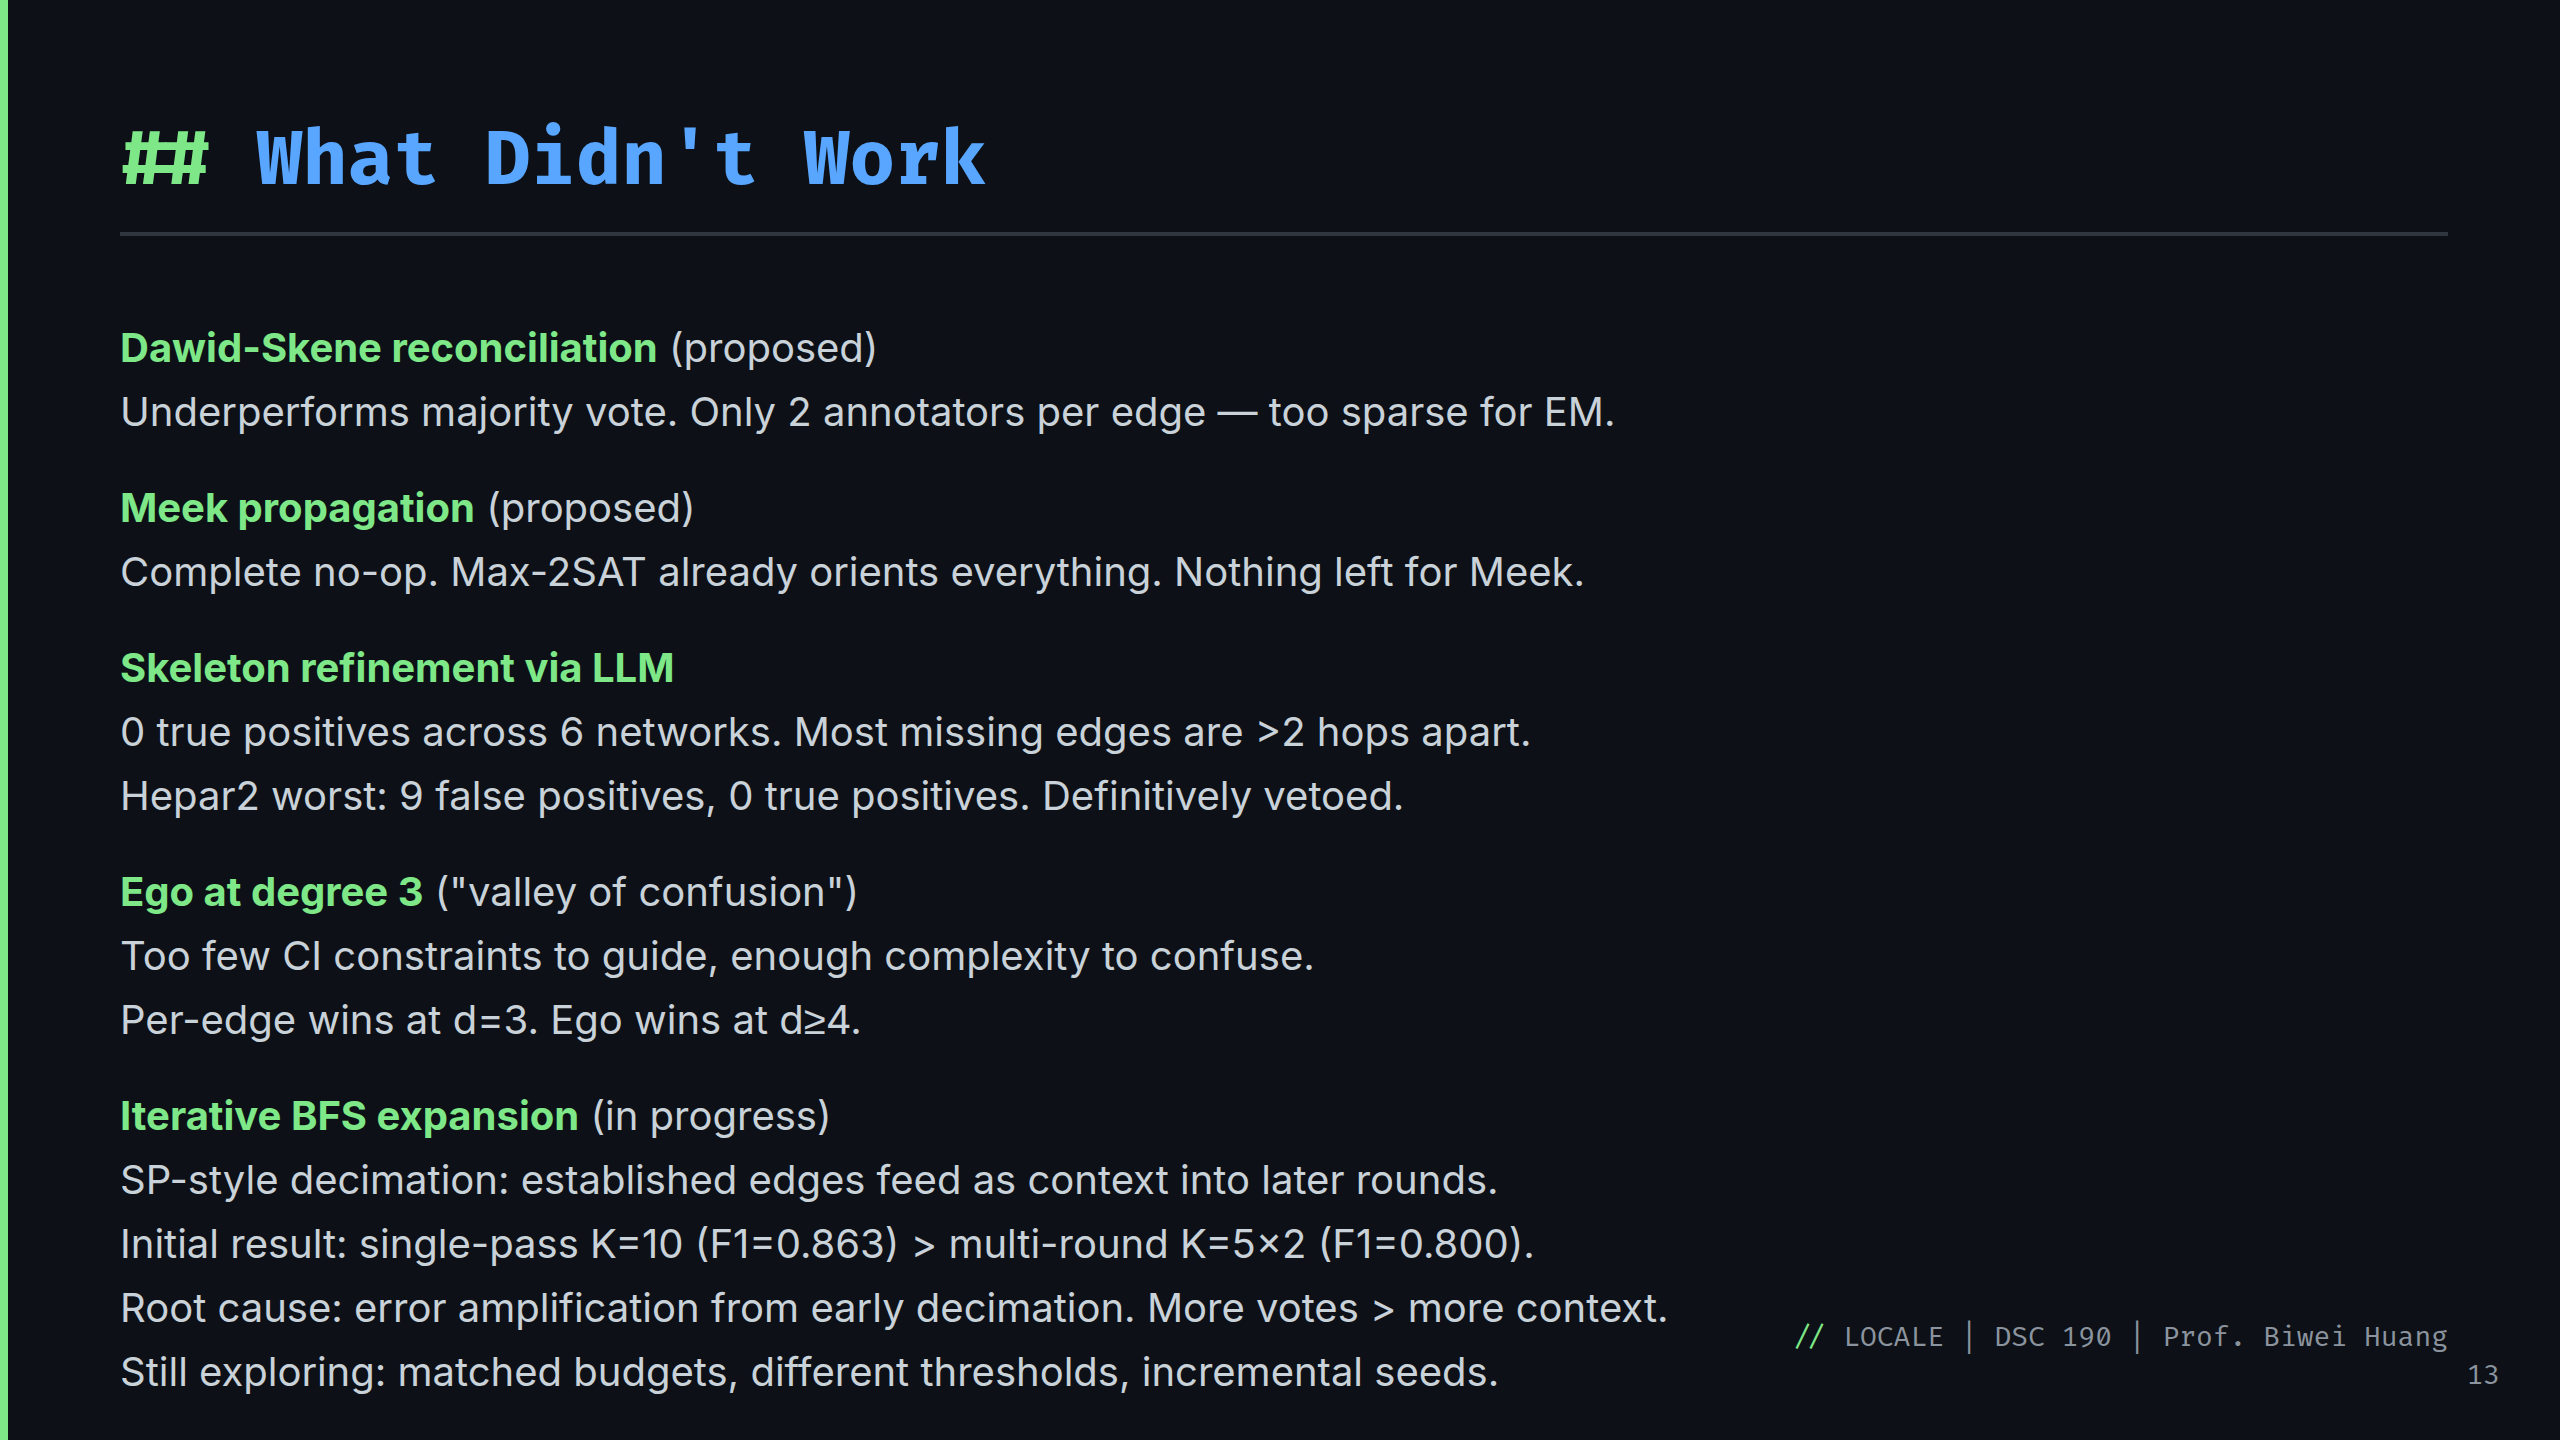 ## What Didn't Work
Dawid-Skene reconciliation (proposed)
Underperforms majority vote. Only 2 annotators per edge — too sparse for EM.
Meek propagation (proposed)
Complete no-op. Max-2SAT already orients everything. Nothing left for Meek.
Skeleton refinement via LLM
0 true positives across 6 networks. Most missing edges are >2 hops apart.
Hepar2 worst: 9 false positives, 0 true positives. Definitively vetoed.
Ego at degree 3 ("valley of confusion")
Too few CI constraints to guide, enough complexity to confuse.
Per-edge wins at d=3. Ego wins at d≥4.
Iterative BFS expansion (in progress)
SP-style decimation: established edges feed as context into later rounds.
Initial result: single-pass K=10 (F1=0.863) > multi-round K=5×2 (F1=0.800).
Root cause: error amplification from early decimation. More votes > more context.
Still exploring: matched budgets, different thresholds, incremental seeds.
// LOCALE | DSC 190 | Prof. Biwei Huang
13